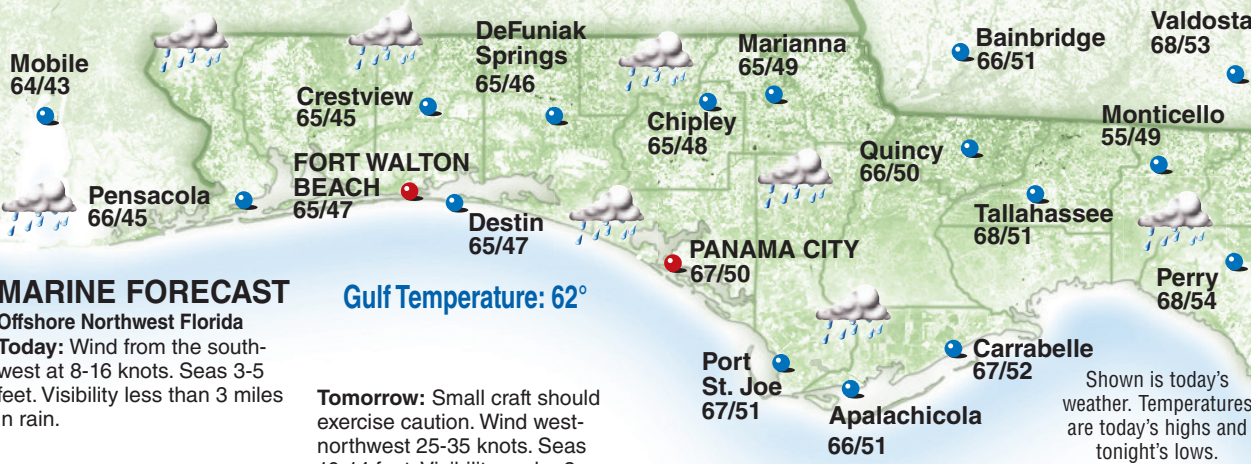 Mobile
64/43
Pensacola
66/45
Crestview
65/45
FORT WALTON
BEACH
65/47
DeFuniak
Springs
65/46
Destin
65/47
Chipley
65/48
Marianna
65/49
PANAMA CITY
67/50
Port
St. Joe
67/51
Apalachicola
66/51
Carrabelle
67/52
Quincy
66/50
Bainbridge
66/51
Tallahassee
68/51
Monticello
55/49
Valdosta
68/53
Perry
68/54
MARINE FORECAST
Offshore Northwest Florida
Today: Wind from the south-
west at 8-16 knots. Seas 3-5
feet. Visibility less than 3 miles
in rain.
Gulf Temperature: 62°
Tomorrow: Small craft should
exercise caution. Wind west-
northwest 25-35 knots. Seas
feet. Visibility under
Shown is today's
weather. Temperatures
are today's highs and
tonight's lows.